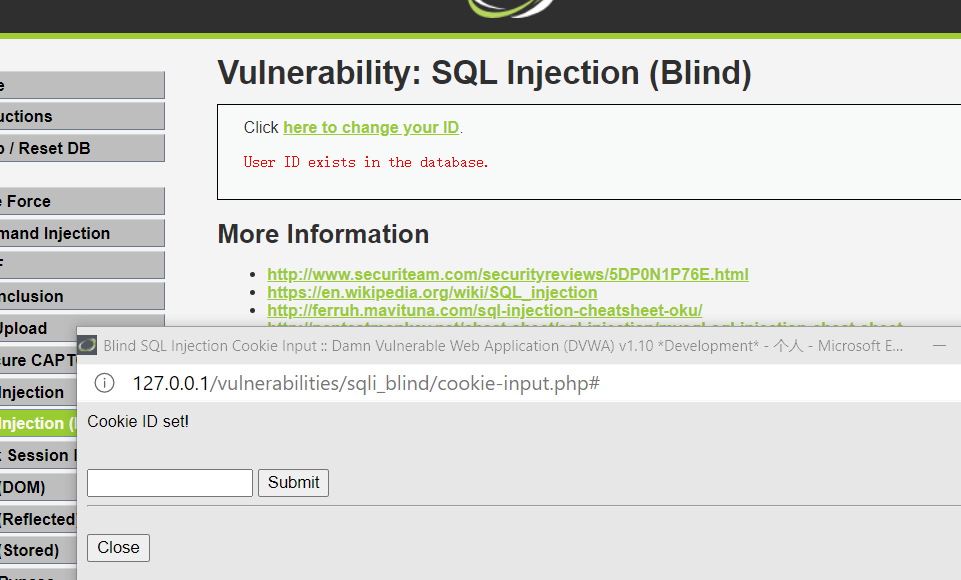 Vulnerability: SQL Injection (Blind)
Click here to change your ID.
User ID exists in the database.
uctions
/ Reset DB
Force
mand Injection
nclusion
Upload
cure CAPT
Injection
Injection (
Session
(DOM)
(Reflected
(Stored)
More Information
http://www.securiteam.com/securityreviews/5DP0N1P76E.html
https://en.wikipedia.org/wiki/SQL_injection
http://ferruh.mavituna.com/sql-injection-cheatsheet-oku/
Blind SQL Injection Cookie Input :: Damn Vulnerable Web Application (DVWA) v1.10 *Development* - 个人 - Microsoft E...
127.0.0.1/vulnerabilities/sqli_blind/cookie-input.php#
Cookie ID set!
Submit
Close